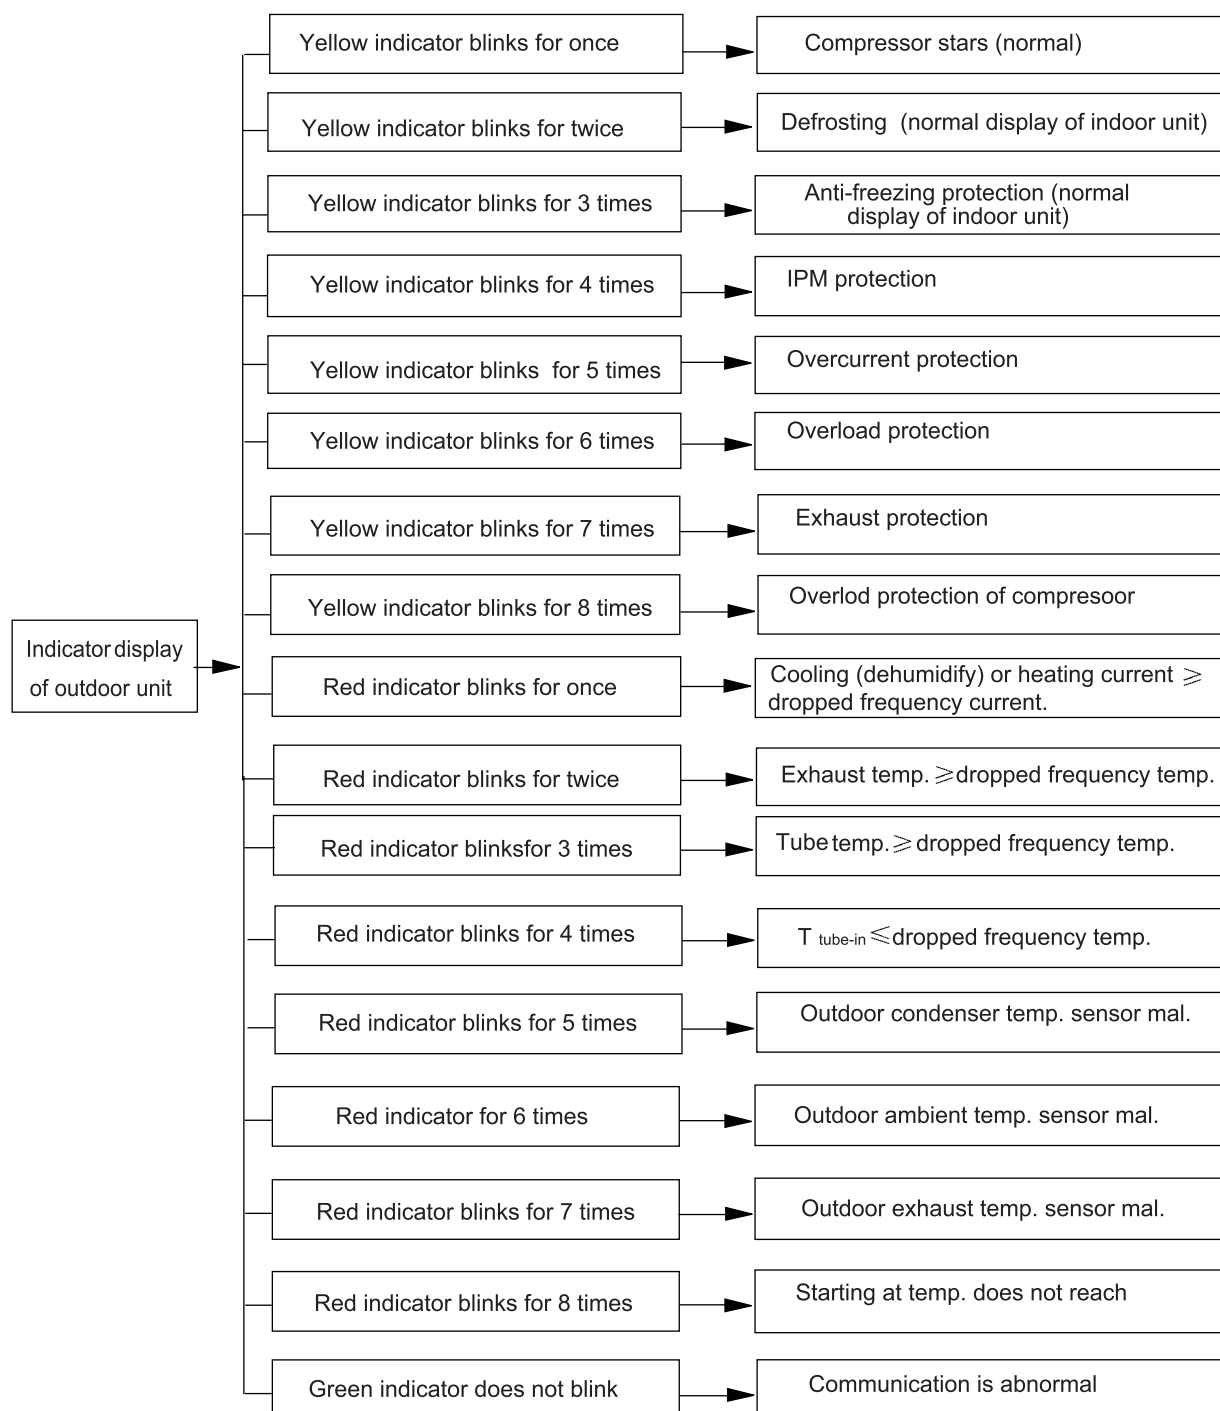 Yellow indicator blinks for once
Compressor stars (normal)
Yellow indicator blinks for twice
Defrosting (normal display of indoor unit)
Yellow indicator blinks for 3 times
Anti-freezing protection (normal
display of indoor unit)
Yellow indicator blinks for 4 times
IPM protection
Yellow indicator blinks for 5 times
Overcurrent protection
Yellow indicator blinks for 6 times
Overload protection
Yellow indicator blinks for 7 times
Exhaust protection
Yellow indicator blinks for 8 times
Overlod protection of compresoor
Indicator display
of outdoor unit
Red indicator blinks for once
Cooling (dehumidify) or heating current ⩾
dropped frequency current.
Red indicator blinks for twice
Exhaust temp. ⩾dropped frequency temp.
Red indicator blinksfor 3 times
Tube temp. ⩾ dropped frequency temp.
Red indicator blinks for 4 times
T tube-in ⩽dropped frequency temp.
Red indicator blinks for 5 times
Outdoor condenser temp. sensor mal.
Red indicator for 6 times
Outdoor ambient temp. sensor mal.
Red indicator blinks for 7 times
Outdoor exhaust temp. sensor mal.
Red indicator blinks for 8 times
Starting at temp. does not reach
Green indicator does not blink
Communication is abnormal